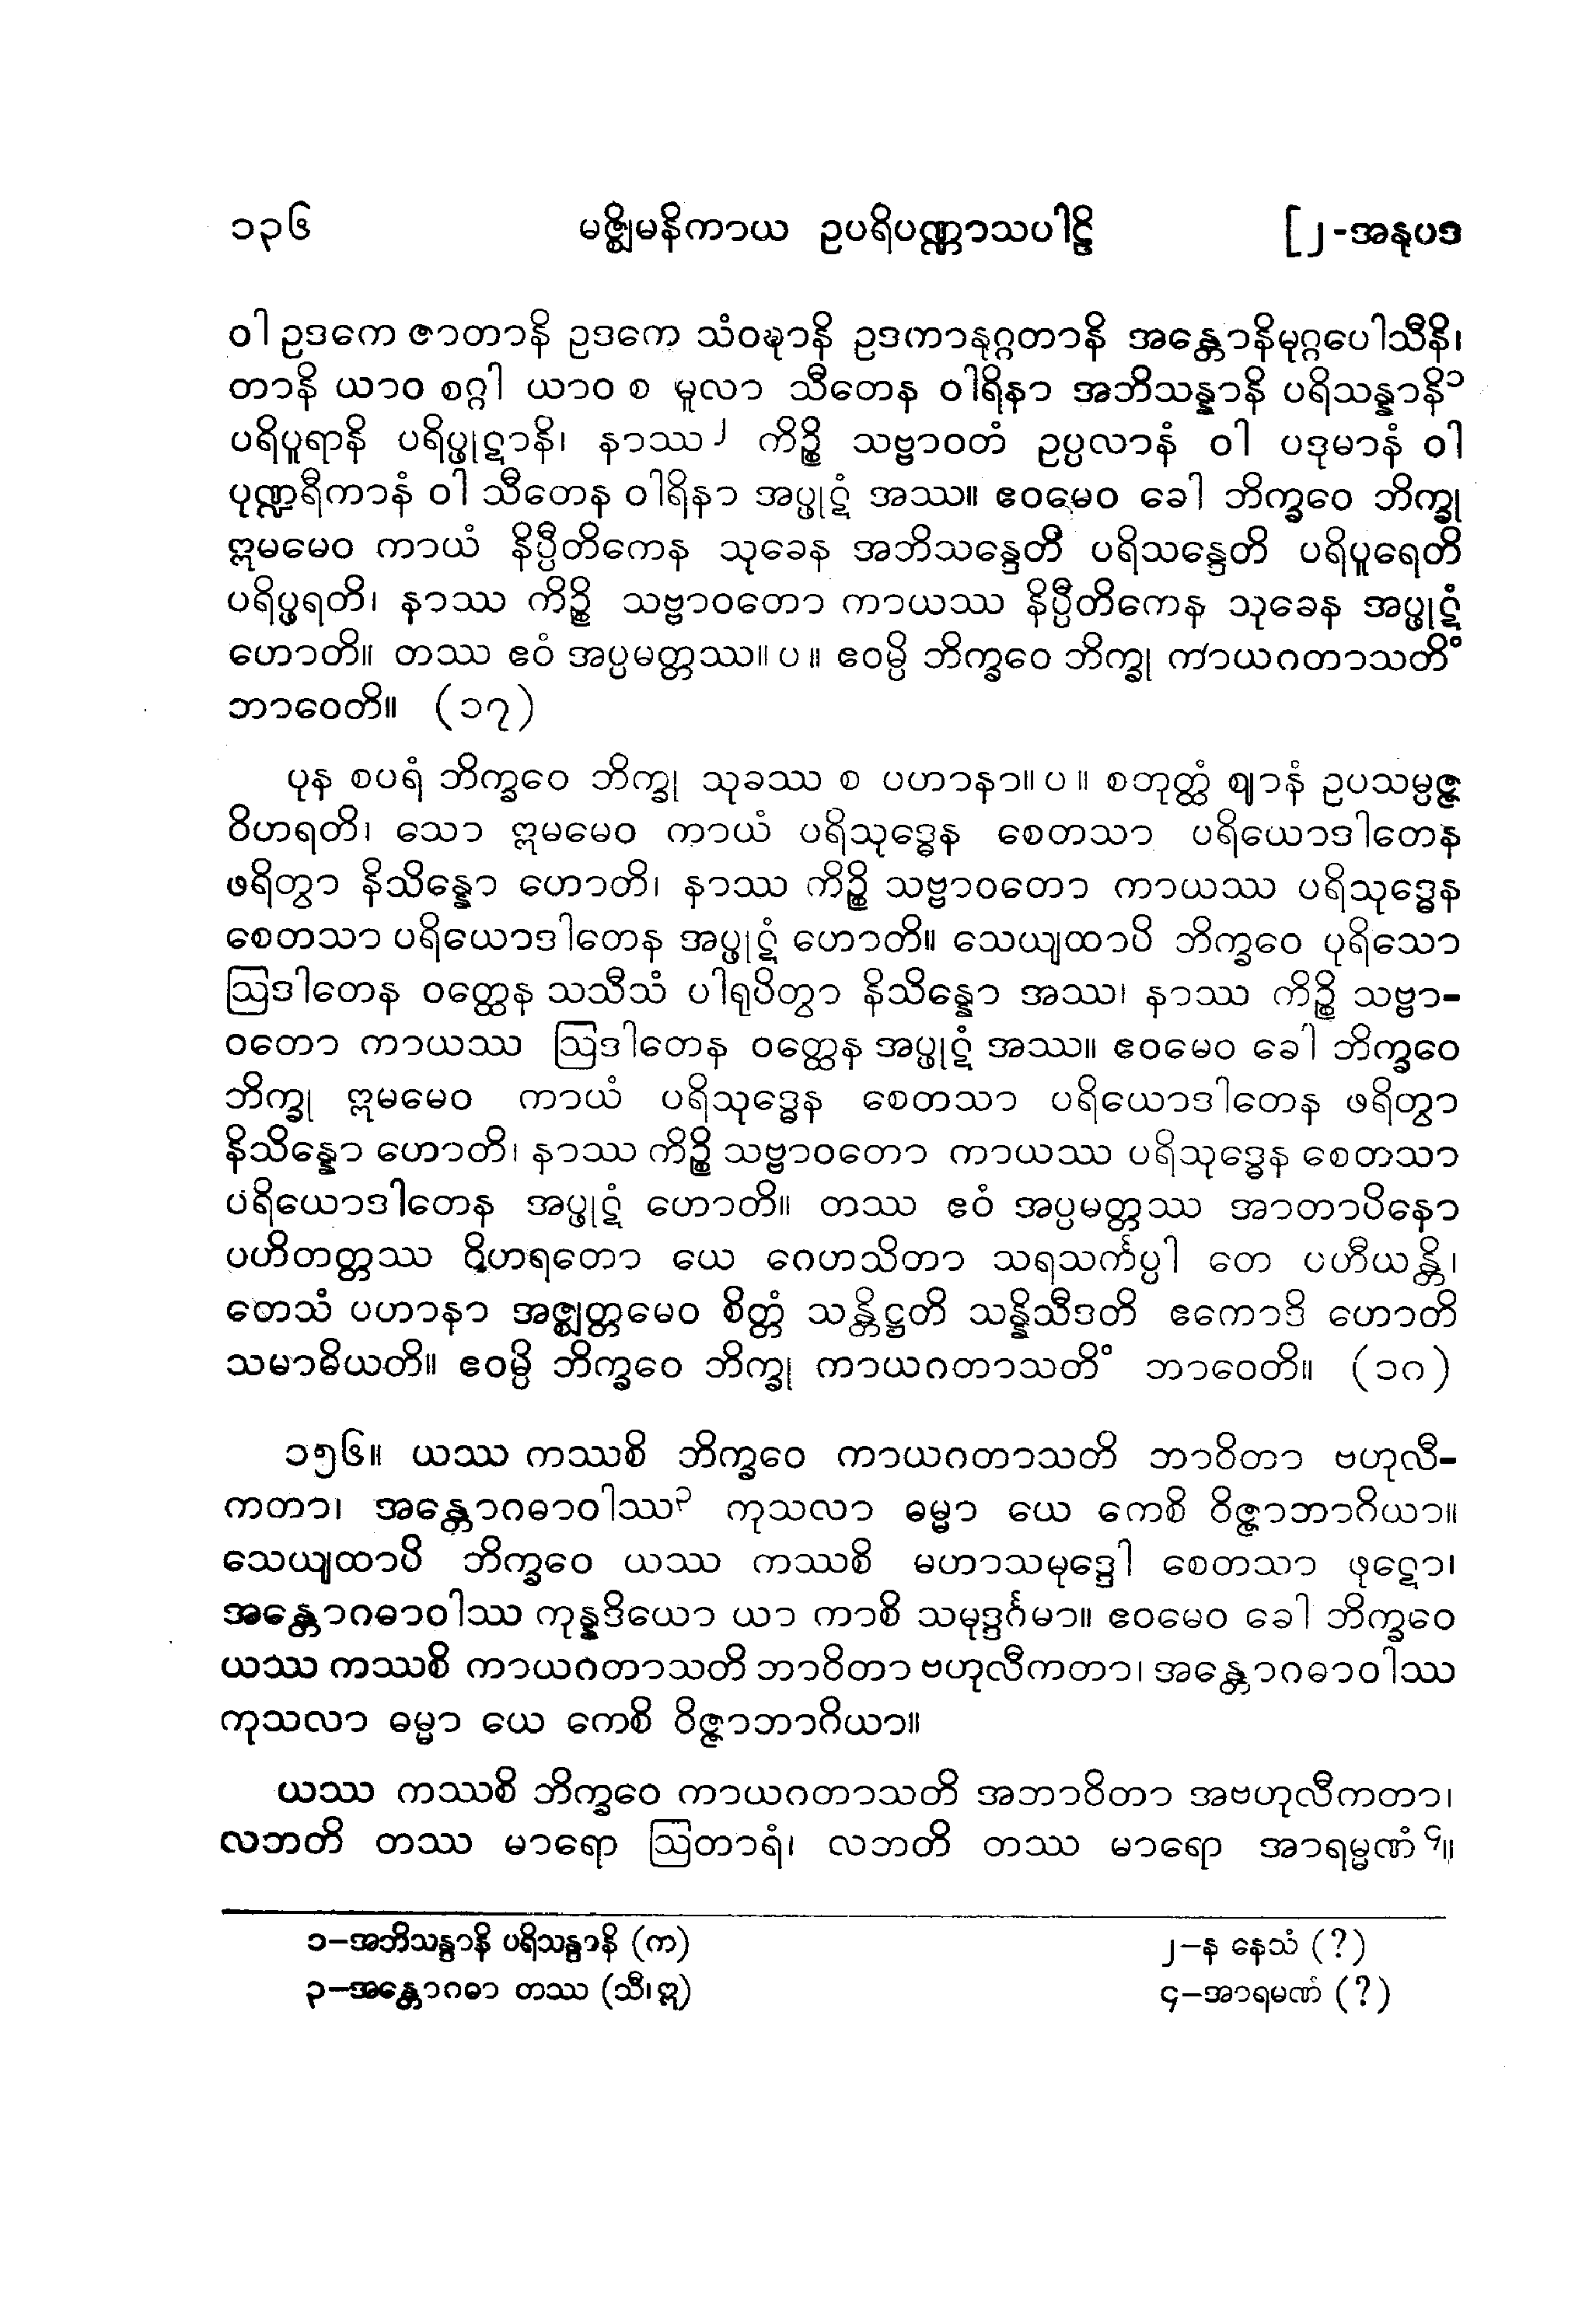 ၁၃၆ မဇ္ဈိမနိကာယ ဥပရိပဏ္ဏာသပါဠိ [၂-အနုပဒ
ဝါ ဥဒကေ ဇာတာနိ ဥဒကေ သံဝဍ္ဎာနိ ဥဒကာနုဂ္ဂတာနိ အန္တောနိမုဂ္ဂပေါသီနိ၊
တာနိ ယာဝ စဂ္ဂါ ယာဝ စ မူလာ သီတေန ဝါရိနာ အဘိသန္နာနိ ပရိသန္နာနိ၁
ပရိပူရာနိ ပရိပ္ဖုဋာနိ၊ နာဿ၂ ကိဉ္စိ သဗ္ဗာဝတံ ဥပ္ပလာနံ ဝါ ပဒုမာနံ ဝါ
ပုဏ္ဍရီကာနံ ဝါ သီတေန ဝါရိနာ အပ္ဖုဋံ အဿ။ ဧဝမေဝ ခေါ ဘိက္ခဝေ ဘိက္ခု
ဣမမေဝ ကာယံ နိပ္ပီတိကေန သုခေန အဘိသန္ဒေတိ ပရိသန္ဒေတိ ပရိပူရေတိ
ပရိပ္ဖရတိ၊ နာဿ ကိဉ္စိ သဗ္ဗာဝတော ကာယဿ နိပ္ပီတိကေန သုခေန အပ္ဖုဋံ
ဟောတိ။ တဿ ဧဝံ အပ္ပမတ္တဿ။ ပ ။ ဧဝမ္ပိ ဘိက္ခဝေ ဘိက္ခု ကာယဂတာသတိံ
ဘာဝေတိ။ (၁၇)
ပုန စပရံ ဘိက္ခဝေ ဘိက္ခု သုခဿ စ ပဟာနာ။ ပ ။ စတုတ္ထံ ဈာနံ ဥပသမ္ပဇ္ဇ
ဝိဟရတိ၊ သော ဣမမေဝ ကာယံ ပရိသုဒ္ဓေန စေတသာ ပရိယောဒါတေန
ဖရိတွာ နိသိန္နော ဟောတိ၊ နာဿ ကိဉ္စိ သဗ္ဗာဝတော ကာယဿ ပရိသုဒ္ဓေန
စေတသာ ပရိယောဒါတေန အပ္ဖုဋံ ဟောတိ။ သေယျထာပိ ဘိက္ခဝေ ပုရိသော
ဩဒါတေန ဝတ္ထေန သသီသံ ပါရုပိတွာ နိသိန္နော အဿ၊ နာဿ ကိဉ္စိ သဗ္ဗာ-
ဝတော ကာယဿ ဩဒါတေန ဝတ္ထေန အပ္ဖုဋံ အဿ။ ဧဝမေဝ ခေါ ဘိက္ခဝေ
ဘိက္ခု ဣမမေဝ ကာယံ ပရိသုဒ္ဓေန စေတသာ ပရိယောဒါတေန ဖရိတွာ
နိသိန္နော ဟောတိ၊ နာဿ ကိဉ္စိ သဗ္ဗာဝတော ကာယဿ ပရိသုဒ္ဓေန စေတသာ
ပရိယောဒါတေန အပ္ဖုဋံ ဟောတိ။ တဿ ဧဝံ အပ္ပမတ္တဿ အာတာပိနော
ပဟိတတ္တဿ ဝိဟရတော ယေ ဂေဟသိတာ သရသင်္ကပ္ပါ တေ ပဟီယန္တိ၊
တေသံ ပဟာနာ အဇ္ဈတ္တမေဝ စိတ္တံ သန္တိဋ္ဌတိ သန္နိသီဒတိ ဧကောဒိ ဟောတိ
သမာဓိယတိ။ ဧဝမ္ပိ ဘိက္ခဝေ ဘိက္ခု ကာယဂတာသတိံ ဘာဝေတိ။ (၁၈)
၁၅၆။ ယဿ ကဿစိ ဘိက္ခဝေ ကာယဂတာသတိ ဘာဝိတာ ဗဟုလီ-
ကတာ၊ အန္တောဂဓာဝါဿ၃ ကုသလာ ဓမ္မာ ယေ ကေစိ ဝိဇ္ဇာဘာဂိယာ။
သေယျထာပိ ဘိက္ခဝေ ယဿ ကဿစိ မဟာသမုဒ္ဒေါ စေတသာ ဖုဋော၊
အန္တောဂဓာဝါဿ ကုန္နဒိယော ယာ ကာစိ သမုဒ္ဒင်္ဂမာ။ ဧဝမေဝ ခေါ ဘိက္ခဝေ
ယဿ ကဿစိ ကာယဂတာသတိ ဘာဝိတာ ဗဟုလီကတာ၊ အန္တောဂဓာဝါဿ
ကုသလာ ဓမ္မာ ယေ ကေစိ ဝိဇ္ဇာဘာဂိယာ။
ယဿ ကဿစိ ဘိက္ခဝေ ကာယဂတာသတိ အဘာဝိတာ အဗဟုလီကတာ၊
လဘတိ တဿ မာရော ဩတာရံ၊ လဘတိ တဿ မာရော အာရမ္မဏံ၄။
၁–အဘိသန္ဒာနိ ပရိသန္ဒာနိ (က) ၂–န နေသံ (?)
၃–အန္တောဂဓာ တဿ (သီ၊ ဣ) ၄–အာရမဏံ (?)